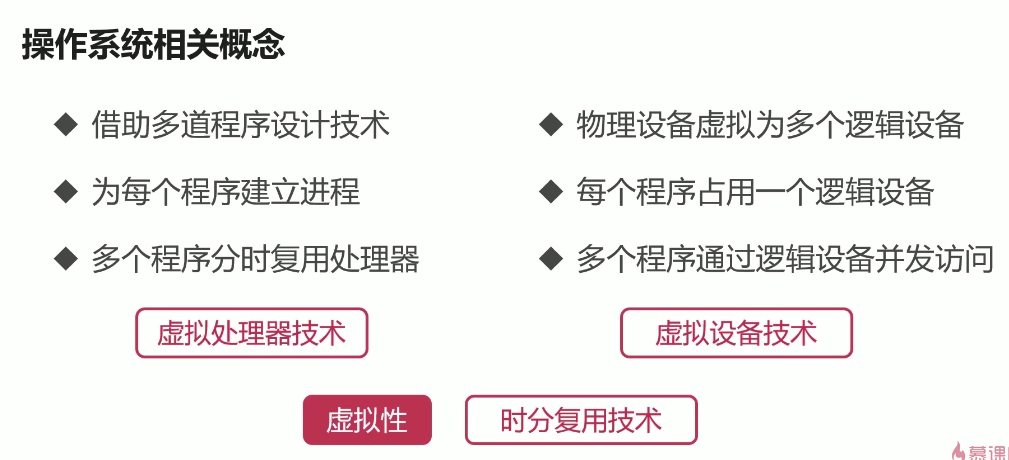 操作系统相关概念
◆ 借助多道程序设计技术
◆ 为每个程序建立进程
◆ 多个程序分时复用处理器
虚拟处理器技术
◆ 物理设备虚拟为多个逻辑设备
◆ 每个程序占用一个逻辑设备
◆ 多个程序通过逻辑设备并发访问
虚拟设备技术
虚拟性
时分复用技术
慕课